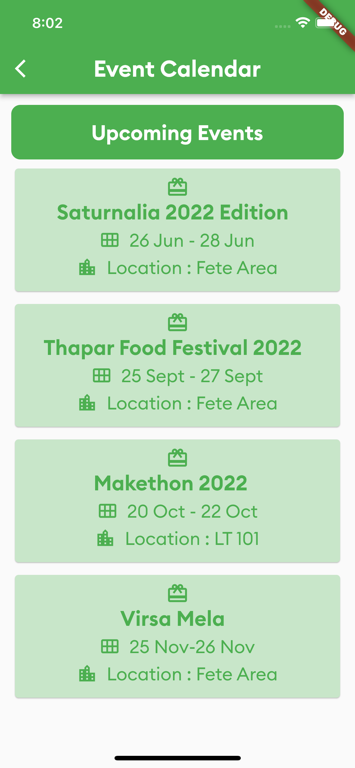 8:02
DEBUG
Event Calendar
Upcoming Events
Saturnalia 2022 Edition
26 Jun - 28 Jun
Location : Fete Area
Thapar Food Festival 2022
25 Sept - 27 Sept
Location : Fete Area
Makethon 2022
20 Oct - 22 Oct
Location : LT 101
Virsa Mela
25 Nov-26 Nov
Location : Fete Area